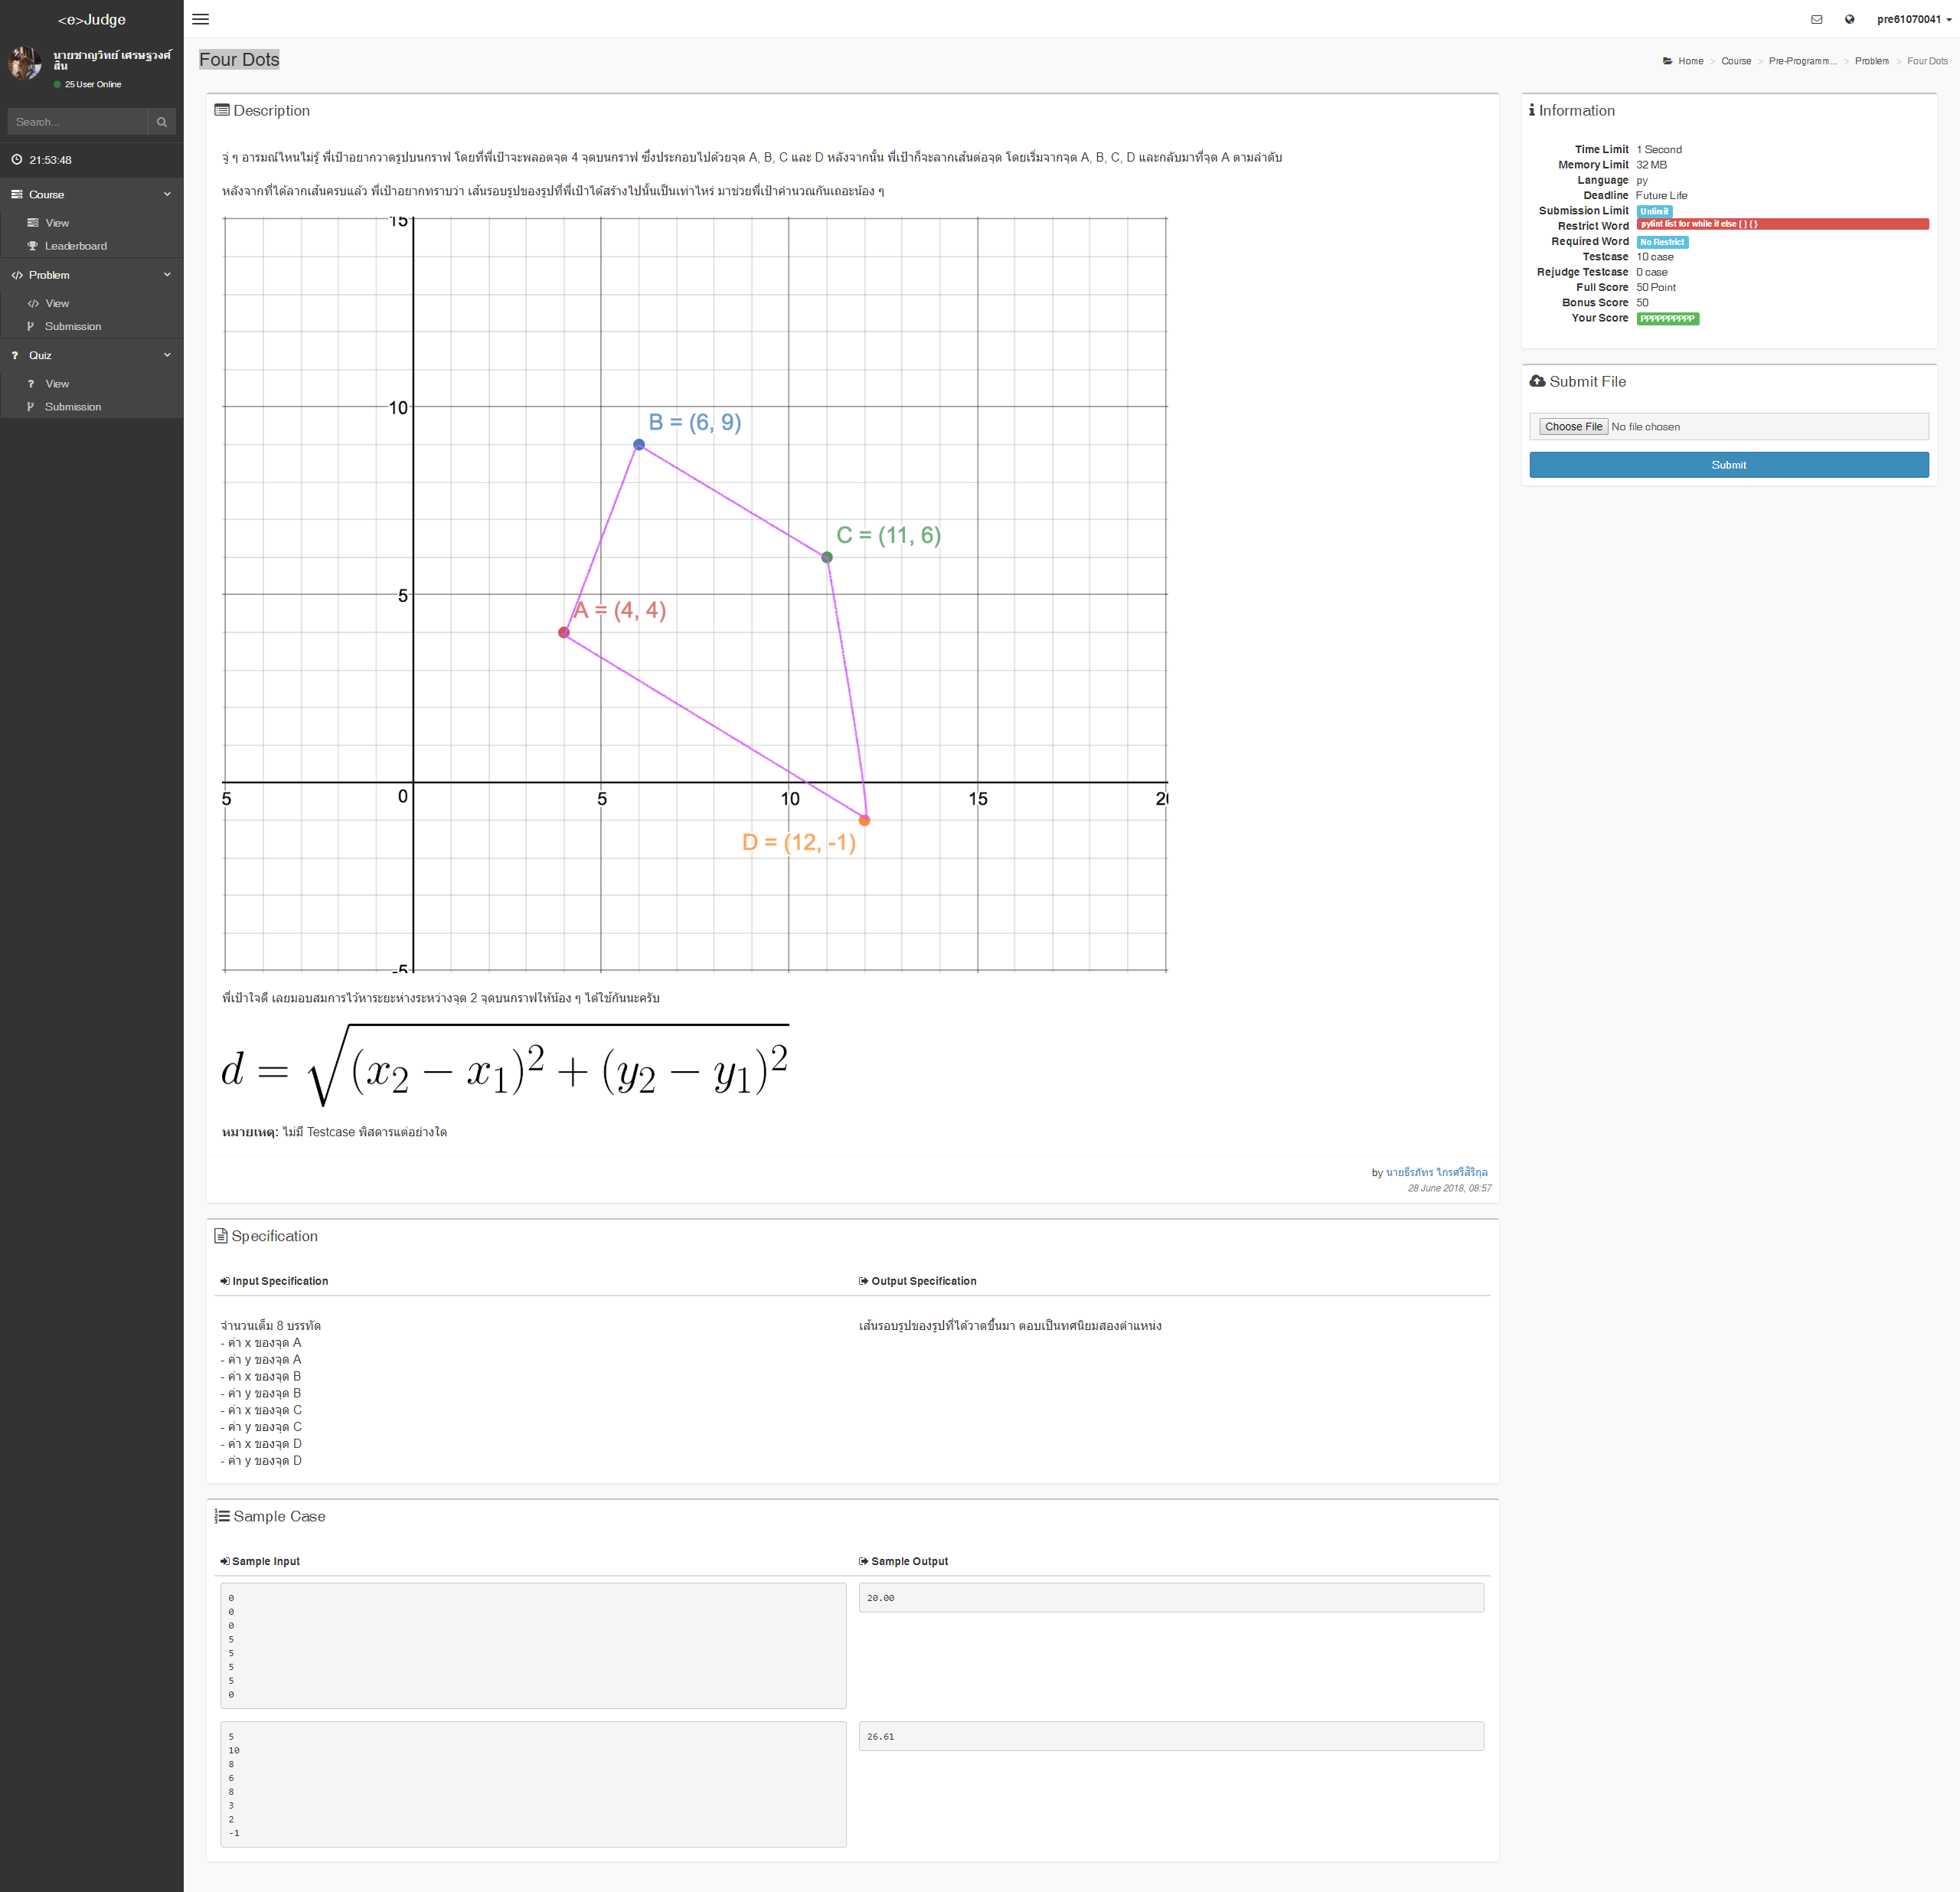 <e>Judge
นายชาญวิทย์ เศรษฐวงศ์
สิน
25 User Online
Search...
21:53:48
Course
View
Leaderboard
Problem
View
Submission
Quiz
View
Submission
pre61070041
Four Dots
Home > Course > Pre-Programm... > Problem > Four Dots
Description
จู่ ๆ อารมณ์ไหนไม่รู้ พี่เป้าอยากวาดรูปบนกราฟ โดยที่พี่เป้าจะพลอตจุด 4 จุดบนกราฟ ซึ่งประกอบไปด้วยจุด A, B, C และ D หลังจากนั้น พี่เป้าก็จะลากเส้นต่อจุด โดยเริ่มจากจุด A, B, C, D และกลับมาที่จุด A ตามลำดับ
หลังจากที่ได้ลากเส้นครบแล้ว พี่เป้าอยากทราบว่า เส้นรอบรูปของรูปที่พี่เป้าได้สร้างไปนั้นเป็นเท่าไหร่ มาช่วยพี่เป้าคำนวณกันเถอะน้อง ๆ
15
10
B = (6, 9)
C = (11, 6)
5
A = (4, 4)
5 0 5 10 15 20
D = (12, -1)
-5
พี่เป้าใจดี เลยมอบสมการไว้หาระยะห่างระหว่างจุด 2 จุดบนกราฟให้น้อง ๆ ได้ใช้กันนะครับ
d = √(x₂ − x₁)² + (y₂ − y₁)²
หมายเหตุ: ไม่มี Testcase พิสดารแต่อย่างใด
by นายธีรภัทร ไกรศรีสิริกุล
28 June 2018, 08:57
Specification
Input Specification
จำนวนเต็ม 8 บรรทัด
- ค่า x ของจุด A
- ค่า y ของจุด A
- ค่า x ของจุด B
- ค่า y ของจุด B
- ค่า x ของจุด C
- ค่า y ของจุด C
- ค่า x ของจุด D
- ค่า y ของจุด D
Output Specification
เส้นรอบรูปของรูปที่ได้วาดขึ้นมา ตอบเป็นทศนิยมสองตำแหน่ง
Sample Case
Sample Input
Sample Output
0
0
0
5
5
5
5
0
20.00
5
10
8
6
8
3
2
-1
26.61
Information
Time Limit 1 Second
Memory Limit 32 MB
Language py
Deadline Future Life
Submission Limit Unlimit
Restrict Word pylint list for while if else [ ] { }
Required Word No Restrict
Testcase 10 case
Rejudge Testcase 0 case
Full Score 50 Point
Bonus Score 50
Your Score PPPPPPPPPP
Submit File
Choose File No file chosen
Submit